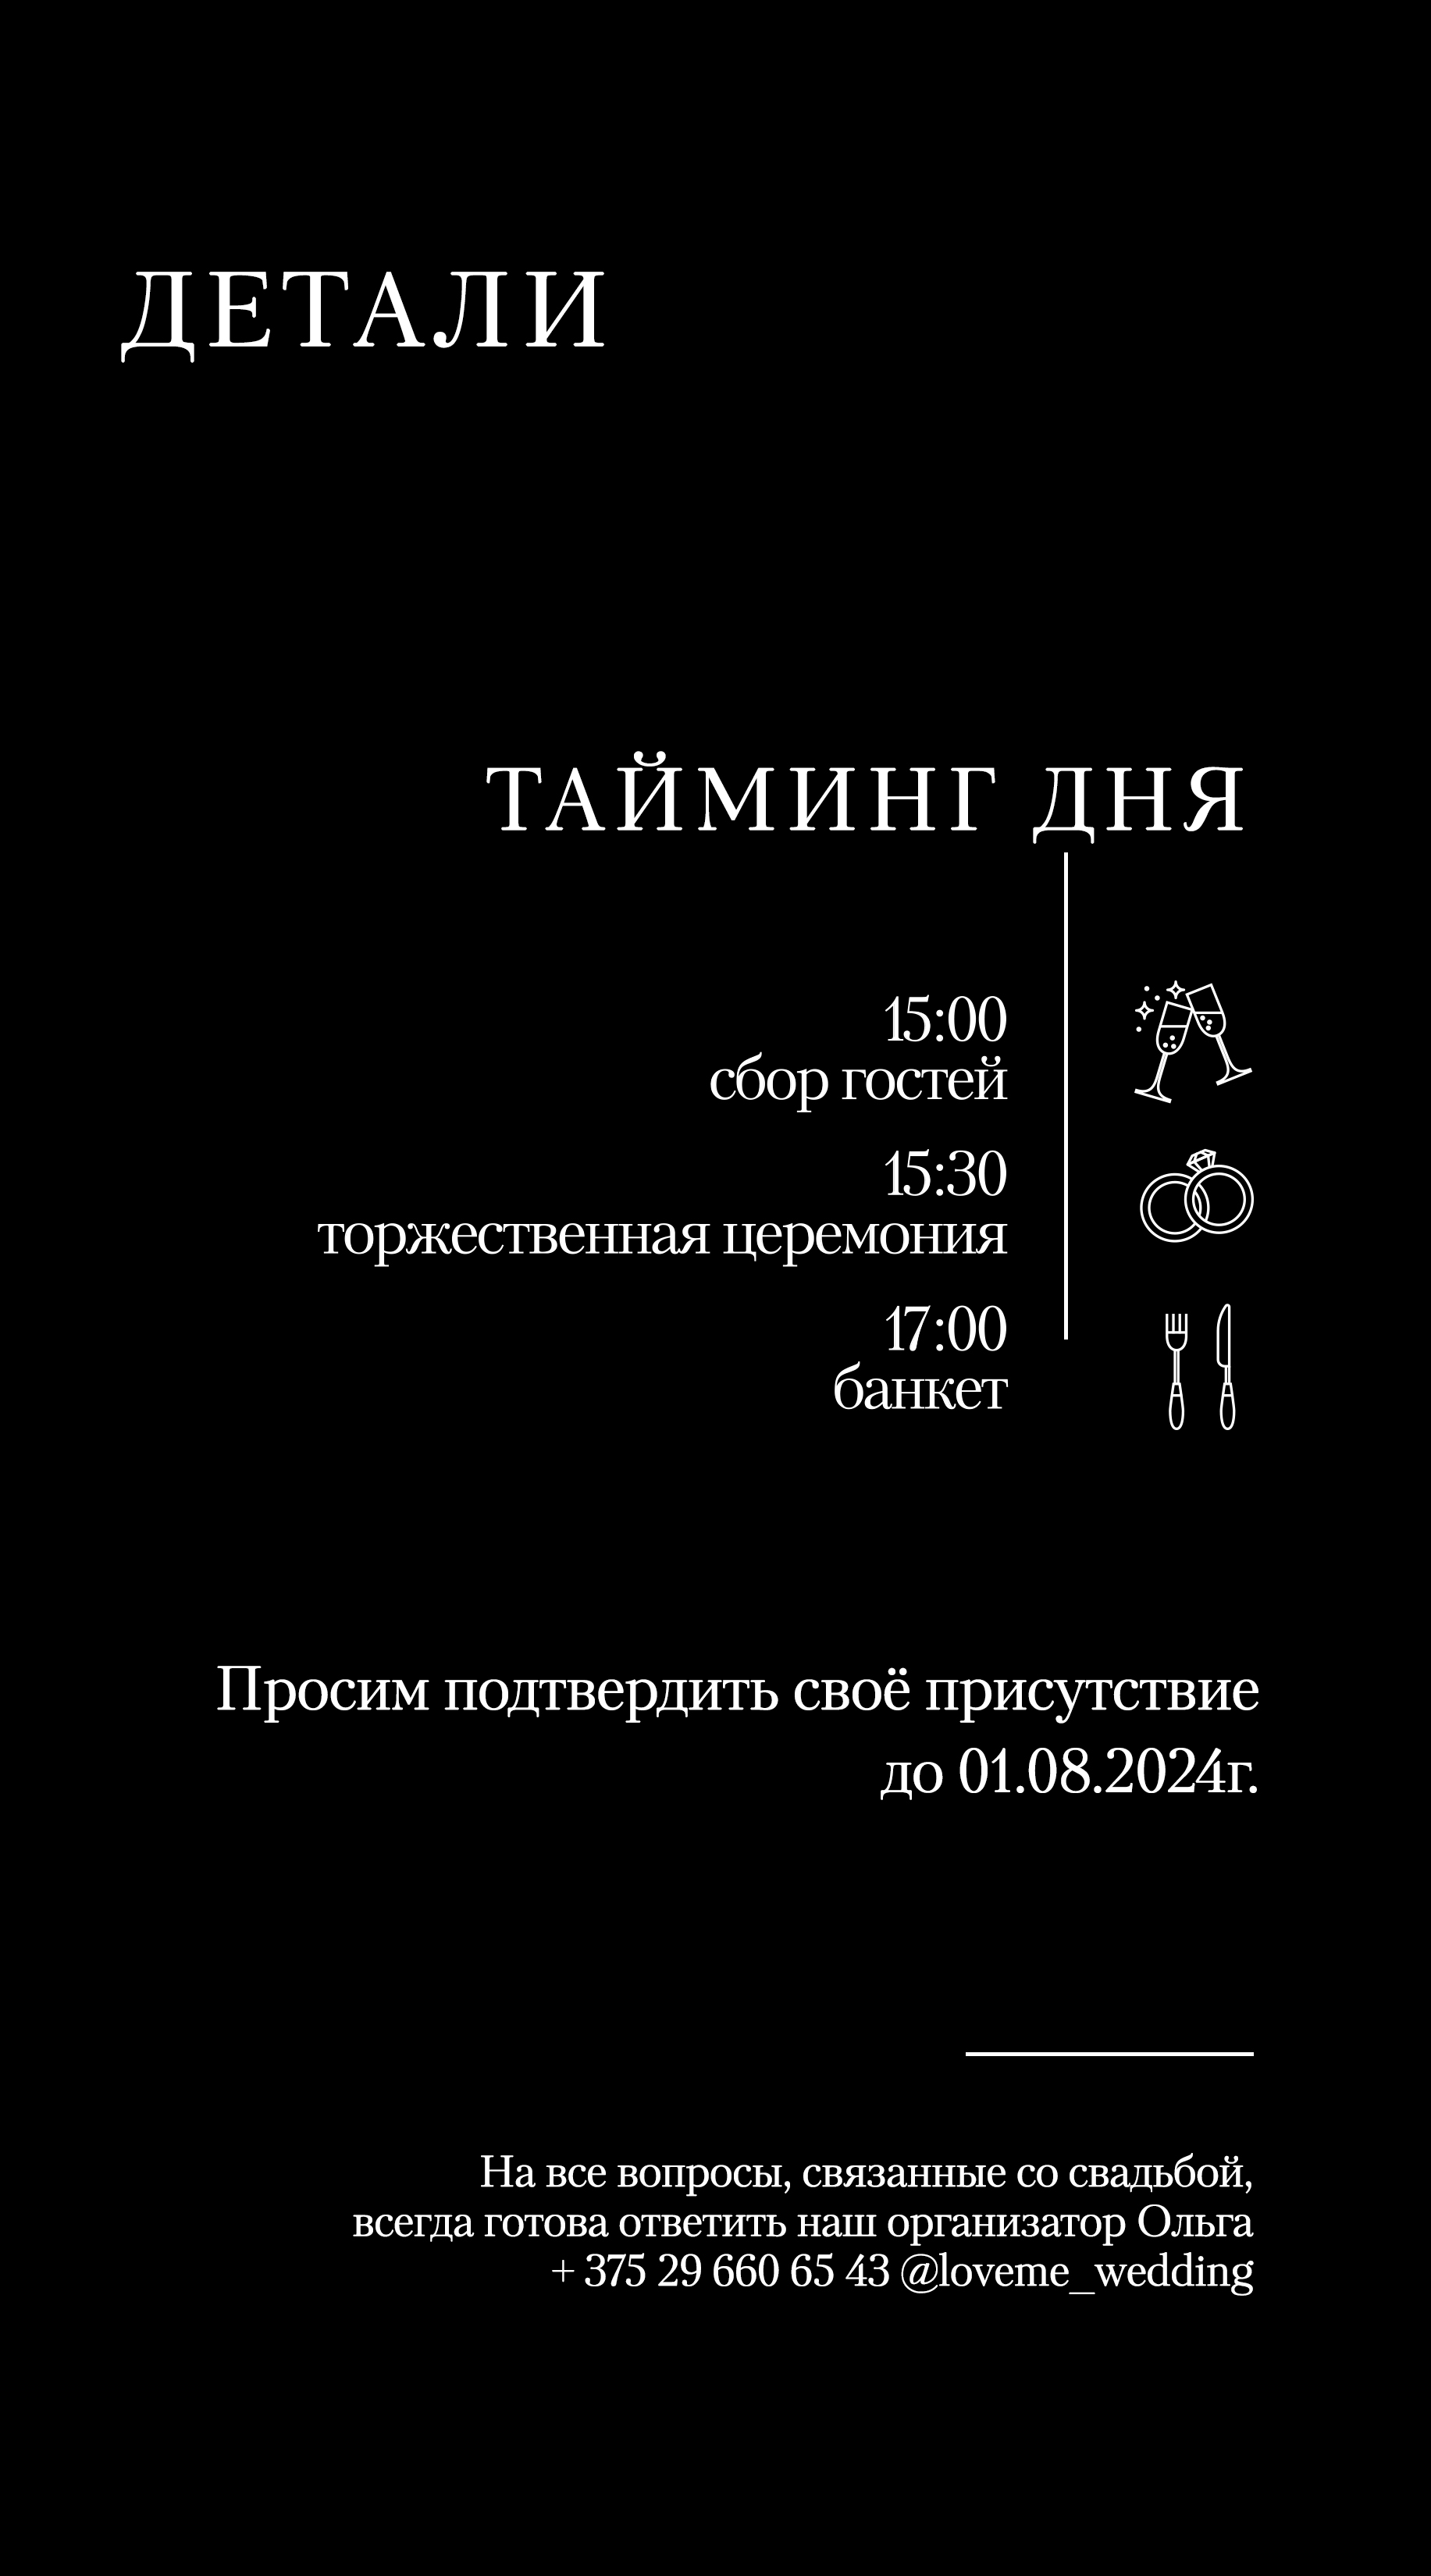 ДЕТАЛИ
ТАЙМИНГ ДНЯ
15:00
сбор гостей
15:30
торжественная церемония
17:00
банкет
Просим подтвердить своё присутствие
до 01.08.2024г.
На все вопросы, связанные со свадьбой,
всегда готова ответить наш организатор Ольга
+ 375 29 660 65 43 @loveme_wedding